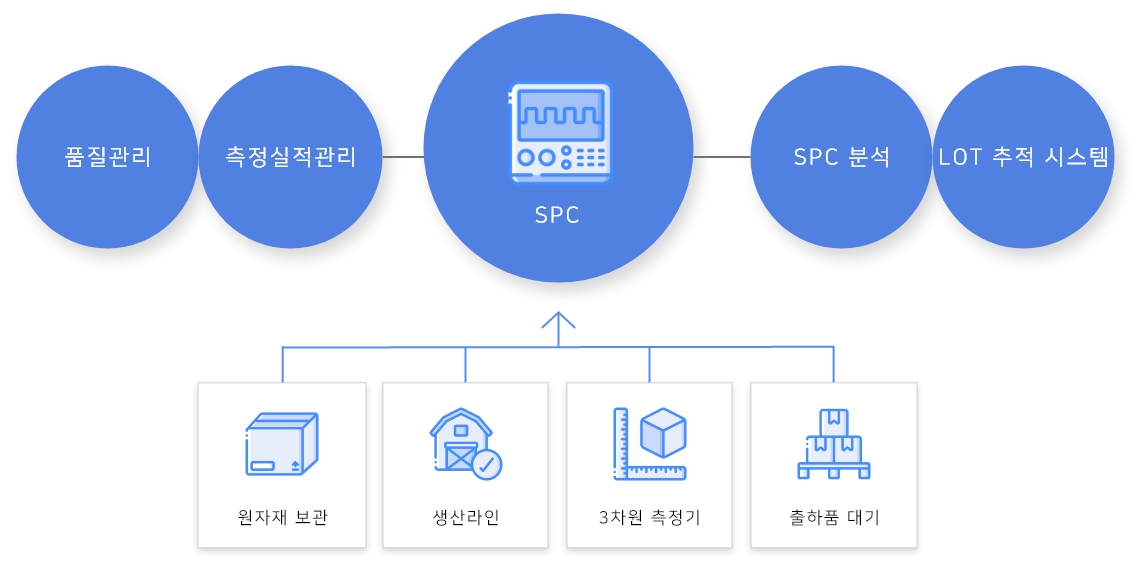 품질관리
측정실적관리
SPC
SPC 분석
LOT 추적 시스템
원자재 보관
생산라인
3차원 측정기
출하품 대기